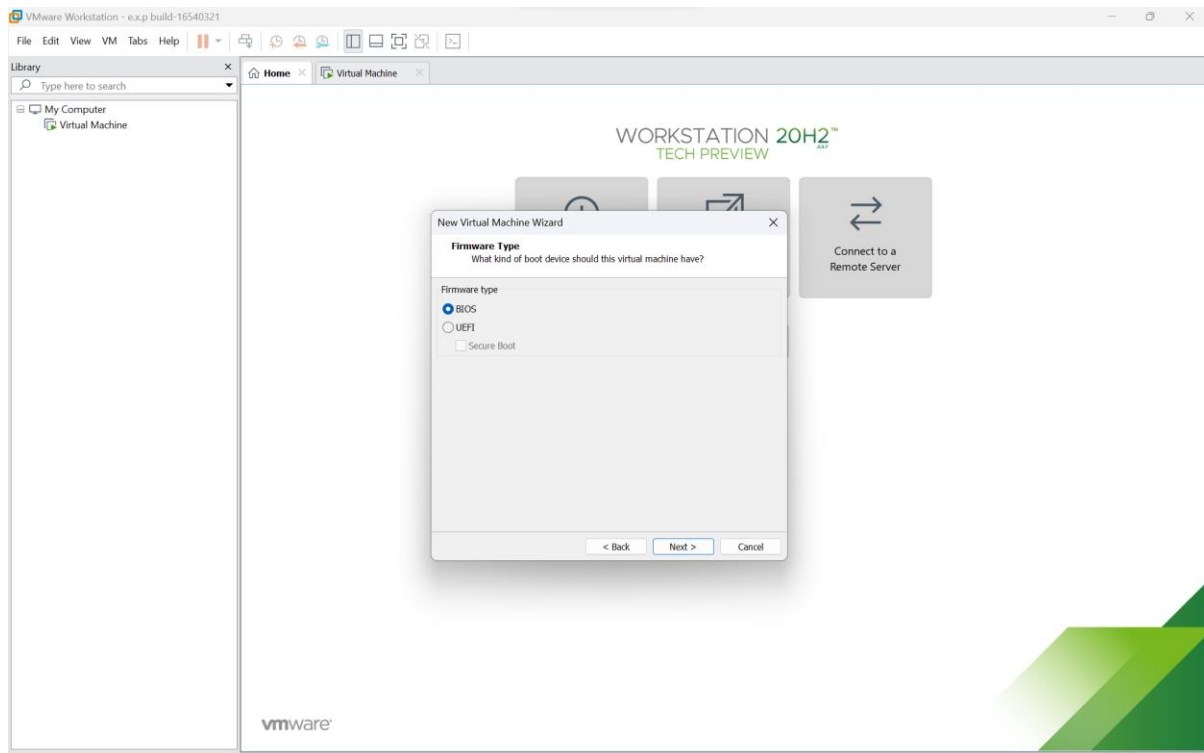 VMware Workstation - e.x.p build-16540321
File Edit View VM Tabs Help
Library
Type here to search
My Computer
Virtual Machine
Home
Virtual Machine
WORKSTATION 20H2™
JULY
TECH PREVIEW
Connect to a
Remote Server
New Virtual Machine Wizard
Firmware Type
What kind of boot device should this virtual machine have?
Firmware type
BIOS
UEFI
Secure Boot
< Back Next > Cancel
vmware